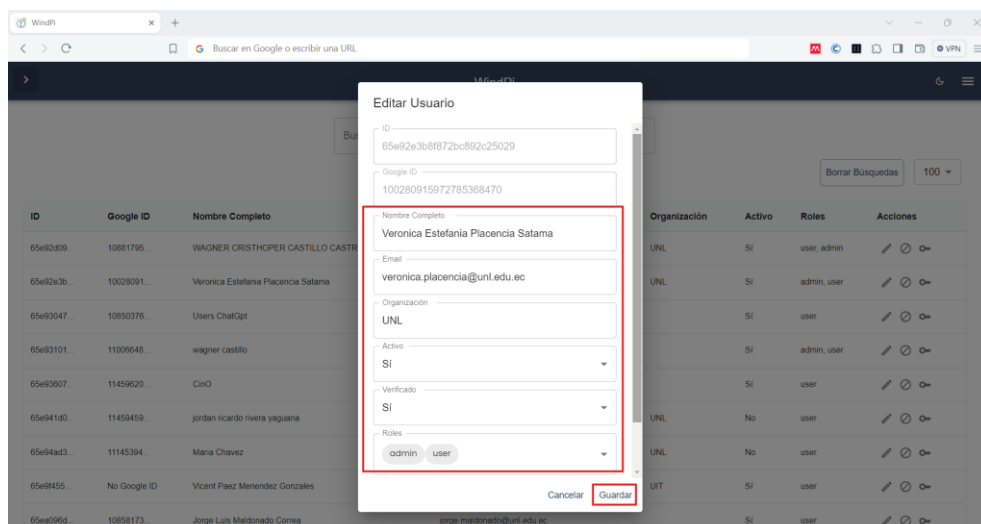 WindPi
Buscar en Google o escribir una URL
VPN
Editar Usuario
ID
65e92e3b8f872bc892c25029
Google ID
100280915972785368470
Nombre Completo
Veronica Estefania Placencia Satama
Email
veronica.placencia@unl.edu.ec
Organización
UNL
Activo
Sí
Verificado
Sí
Roles
admin user
Cancelar Guardar
Borrar Búsquedas 100
ID Google ID Nombre Completo Organización Activo Roles Acciones
65e92d09... 10881795... WAGNER CRISTHOPER CASTILLO CASTR UNL Sí user, admin
65e92e3b... 10028091... Veronica Estefania Placencia Satama UNL Sí admin, user
65e93047... 10850376... Users ChatGpt Sí user
65e93101... 11006648... wagner castillo Sí admin, user
65e93607... 11459620... CinO Sí user
65e941d0... 11459459... jordan ricardo rivera yaguana UNL No user
65e94ad3... 11145394... Maria Chavez UNL No user
65e9f455... No Google ID Vicent Paez Menendez Gonzales UIT Sí user
65ea096d... 10858173... Jorge Luis Maldonado Correa jorge.maldonado@unl.edu.ec Sí user